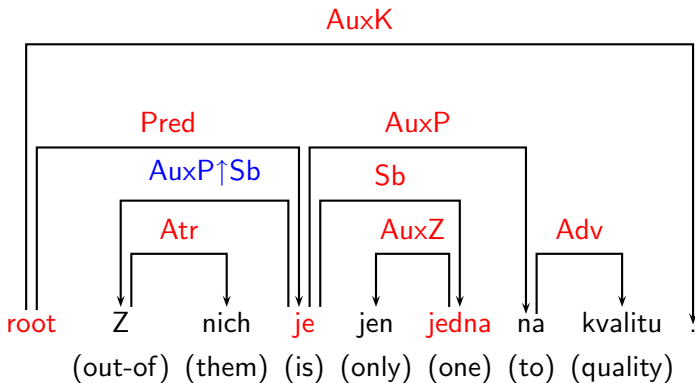 AuxK
Pred AuxP
AuxP↑Sb Sb
Atr AuxZ Adv
root Z nich je jen jedna na kvalitu .
(out-of) (them) (is) (only) (one) (to) (quality)